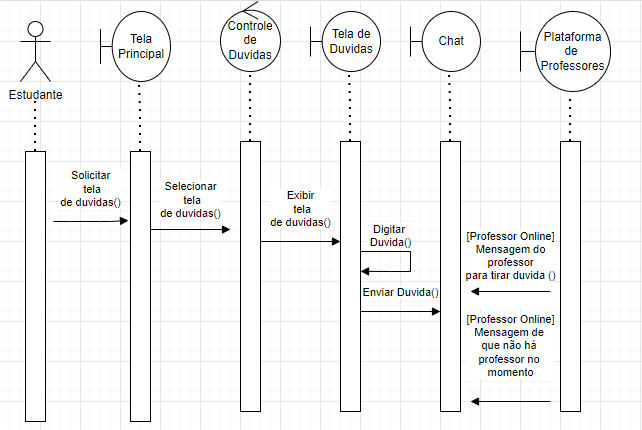 Estudante
Tela
Principal
Controle
de
Duvidas
Tela de
Duvidas
Chat
Plataforma
de
Professores
Solicitar
tela
de duvidas()
Selecionar
tela
de duvidas()
Exibir
tela
de duvidas()
Digitar
Duvida()
Enviar Duvida()
[Professor Online]
Mensagem do
professor
para tirar duvida ()
[Professor Online]
Mensagem de
que não há
professor no
momento